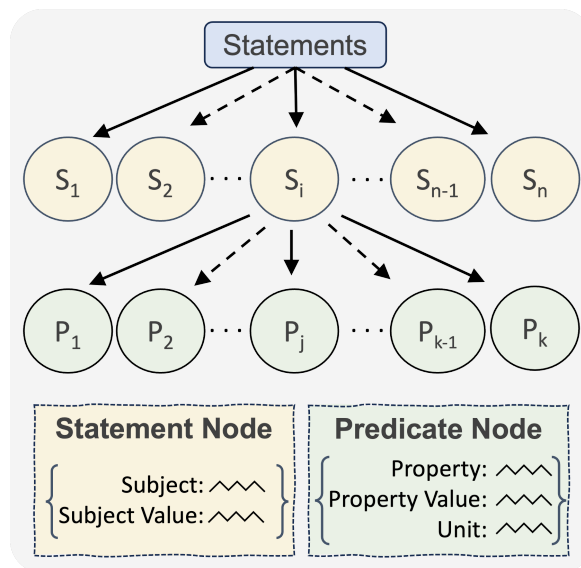 Statements
S1 S2 ... Si ... Sn-1 Sn
P1 P2 ... Pj ... Pk-1 Pk
Statement Node
Subject:
Subject Value:
Predicate Node
Property:
Property Value:
Unit: